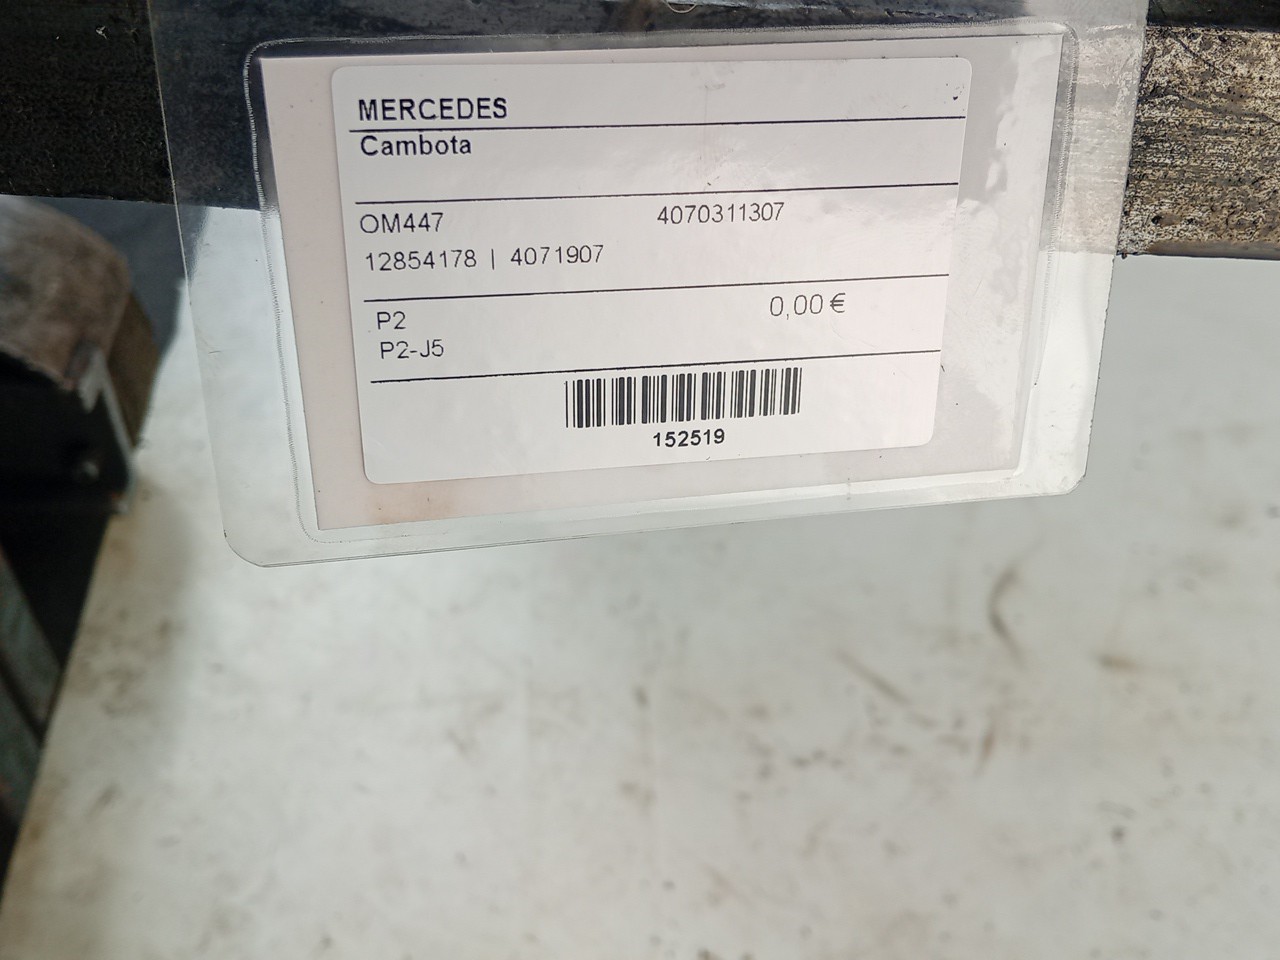 MERCEDES
Cambota
OM447 4070311307
12854178 | 4071907
P2 0,00 €
P2-J5
152519